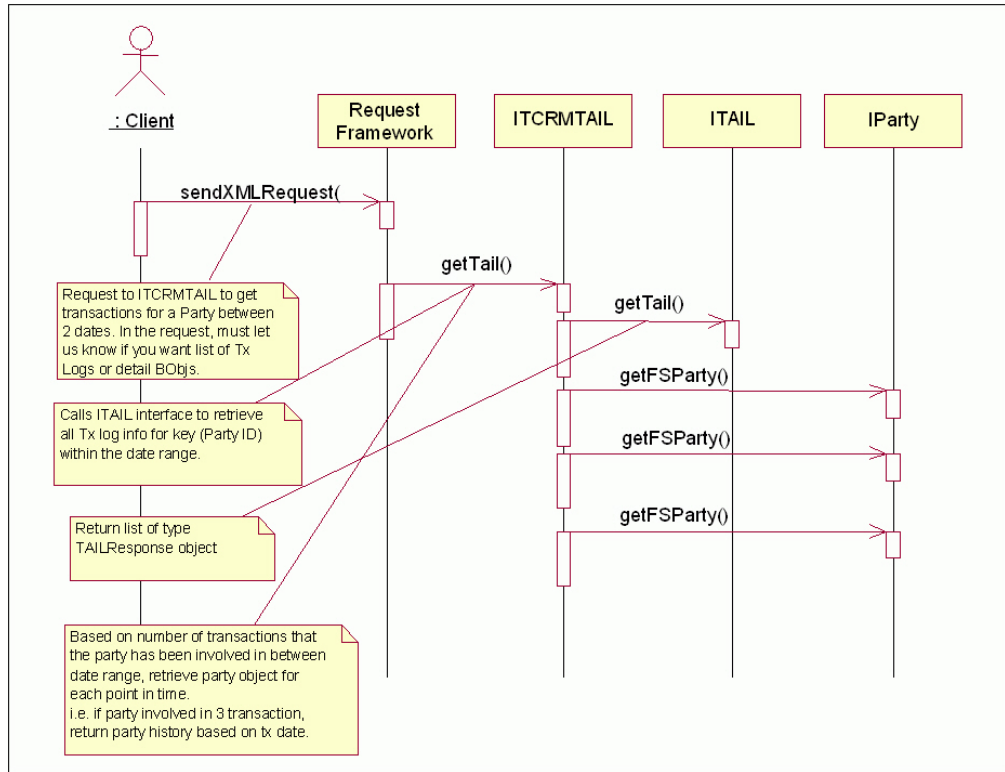 : Client
Request
Framework
ITCRMTAIL
ITAIL
IParty
sendXMLRequest(
getTail()
getTail()
Request to ITCRMTAIL to get
transactions for a Party between
2 dates. In the request, must let
us know if you want list of Tx
Logs or detail BObjs.
getFSParty()
Calls ITAIL interface to retrieve
all Tx log info for key (Party ID)
within the date range.
getFSParty()
getFSParty()
Return list of type
TAILResponse object
Based on number of transactions that
the party has been involved in between
date range, retrieve party object for
each point in time.
i.e. if party involved in 3 transaction,
return party history based on tx date.